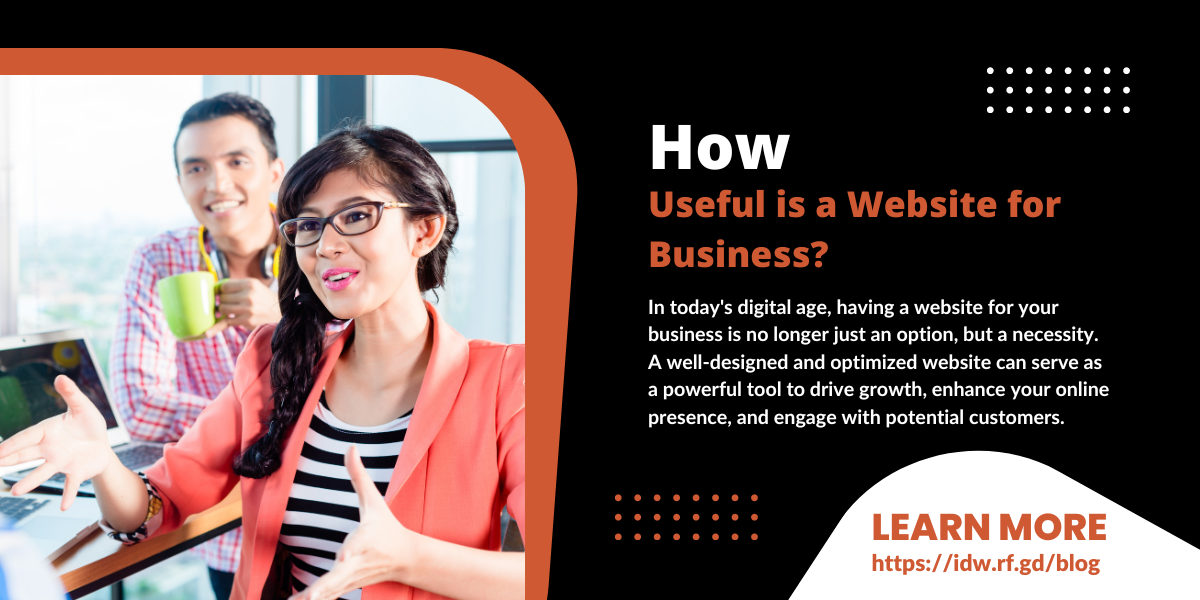 How
Useful is a Website for
Business?
In today's digital age, having a website for your
business is no longer just an option, but a necessity.
A well-designed and optimized website can serve as
a powerful tool to drive growth, enhance your online
presence, and engage with potential customers.
LEARN MORE
https://idw.rf.gd/blog